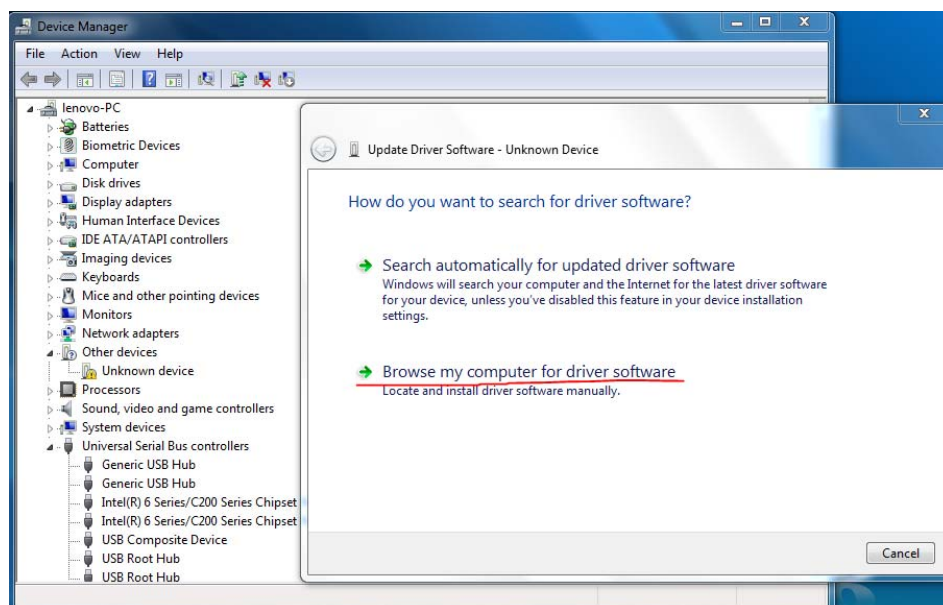 Device Manager
File Action View Help
lenovo-PC
Batteries
Biometric Devices
Computer
Disk drives
Display adapters
Human Interface Devices
IDE ATA/ATAPI controllers
Imaging devices
Keyboards
Mice and other pointing devices
Monitors
Network adapters
Other devices
Unknown device
Processors
Sound, video and game controllers
System devices
Universal Serial Bus controllers
Generic USB Hub
Generic USB Hub
Intel(R) 6 Series/C200 Series Chipset
Intel(R) 6 Series/C200 Series Chipset
USB Composite Device
USB Root Hub
USB Root Hub
Update Driver Software - Unknown Device
How do you want to search for driver software?
Search automatically for updated driver software
Windows will search your computer and the Internet for the latest driver software
for your device, unless you've disabled this feature in your device installation
settings.
Browse my computer for driver software
Locate and install driver software manually.
Cancel